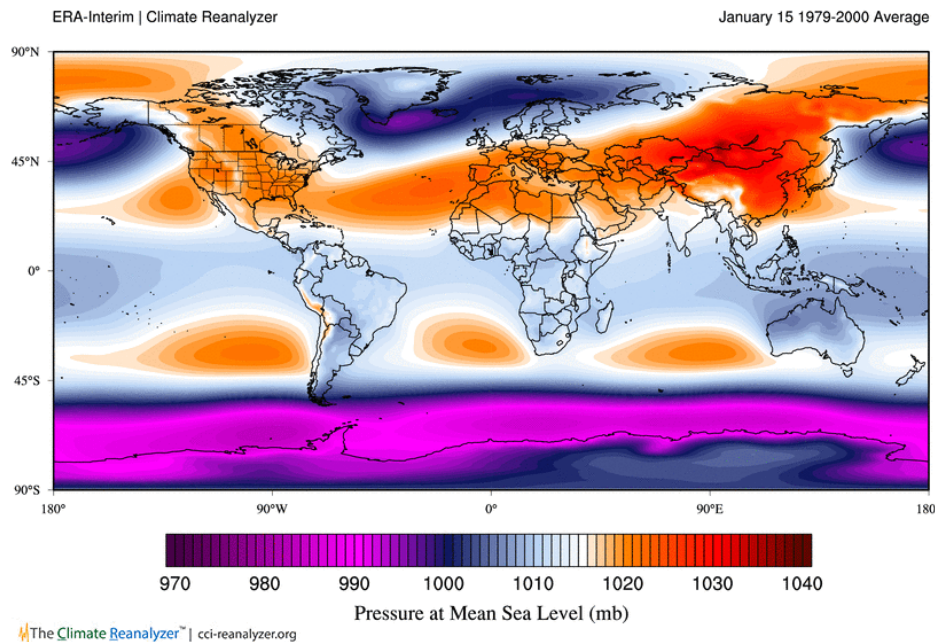 ERA-Interim | Climate Reanalyzer
January 15 1979-2000 Average
90°N
45°N
0°
45°S
90°S
180°
90°W
0°
90°E
180
970
980
990
1000
1010
1020
1030
1040
Pressure at Mean Sea Level (mb)
The Climate Reanalyzer™ | cci-reanalyzer.org